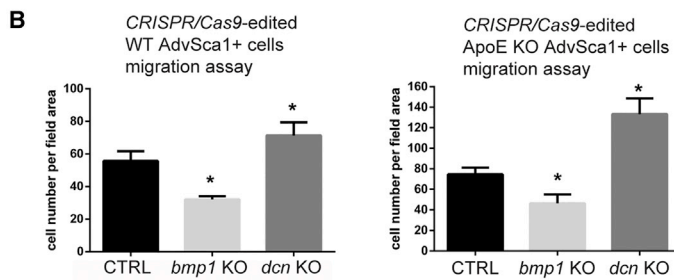 B
CRISPR/Cas9-edited
WT AdvSca1+ cells
migration assay
cell number per field area
80
60
40
20
0
*
*
CTRL bmp1 KO dcn KO
CRISPR/Cas9-edited
ApoE KO AdvSca1+ cells
migration assay
cell number per field area
160
140
120
100
80
60
40
20
0
*
*
CTRL bmp1 KO dcn KO